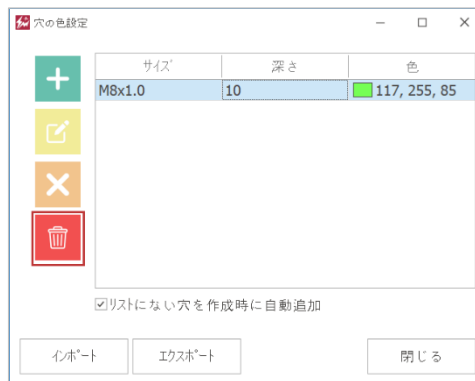 穴の色設定
サイズ 深さ 色
M8x1.0 10 117, 255, 85
リストにない穴を作成時に自動追加
インポート エクスポート 閉じる